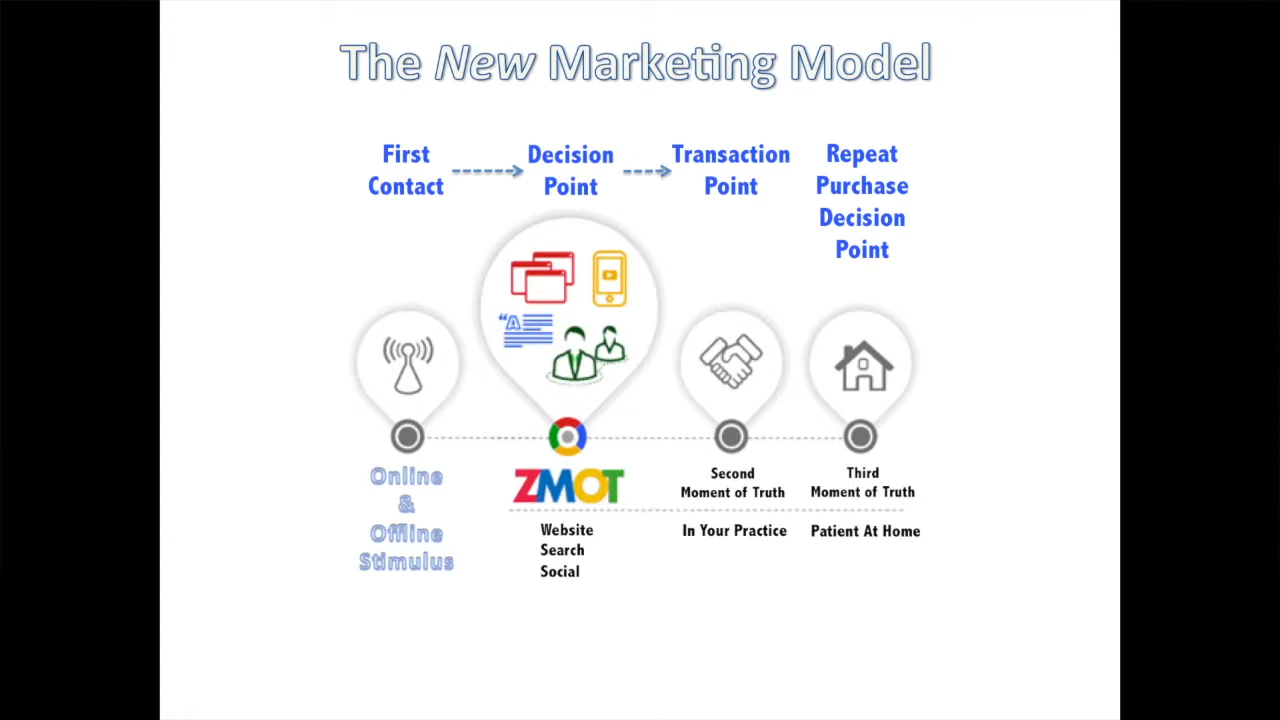 The New Marketing Model
First
Contact
Decision
Point
Transaction
Point
Repeat
Purchase
Decision
Point
“A
Online
&
Offline
Stimulus
ZMOT
Website
Search
Social
Second
Moment of Truth
In Your Practice
Third
Moment of Truth
Patient At Home